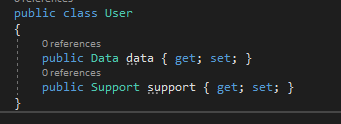 public class User
{
0 references
public Data data { get; set; }
0 references
public Support support { get; set; }
}